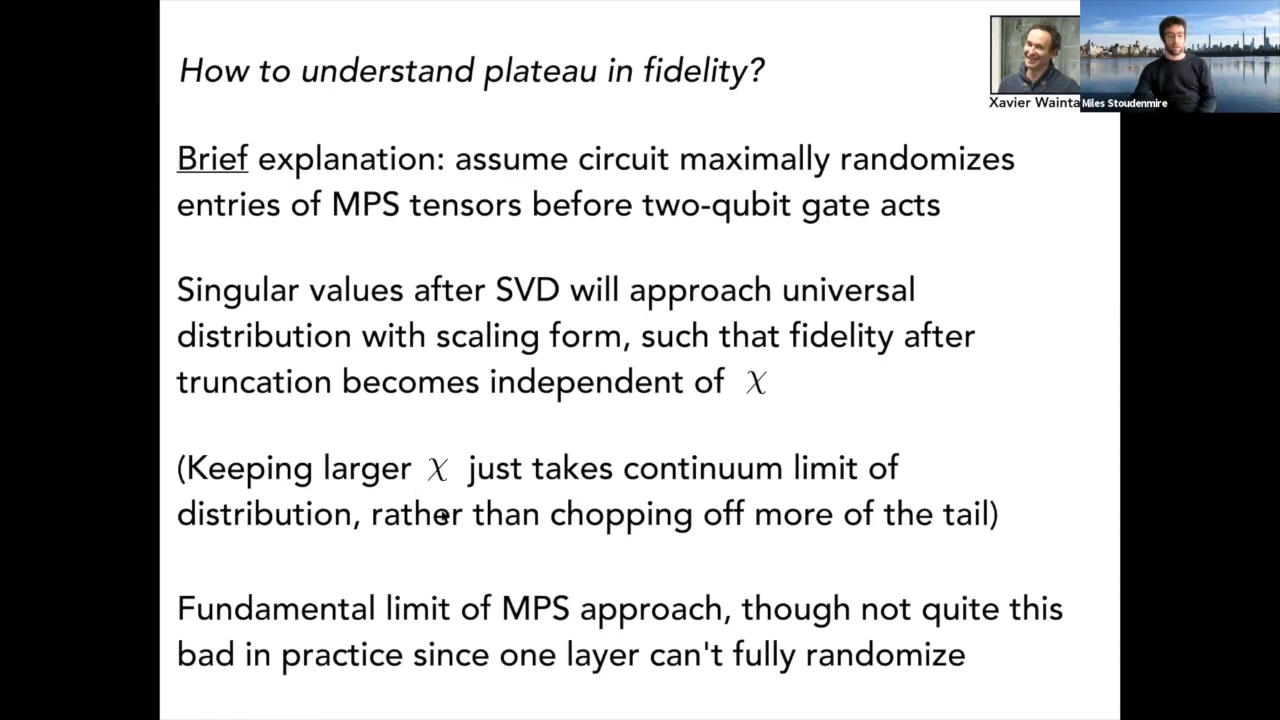 How to understand plateau in fidelity?
Xavier Wainta
Miles Stoudenmire
Brief explanation: assume circuit maximally randomizes
entries of MPS tensors before two-qubit gate acts
Singular values after SVD will approach universal
distribution with scaling form, such that fidelity after
truncation becomes independent of χ
(Keeping larger χ just takes continuum limit of
distribution, rather than chopping off more of the tail)
Fundamental limit of MPS approach, though not quite this
bad in practice since one layer can't fully randomize